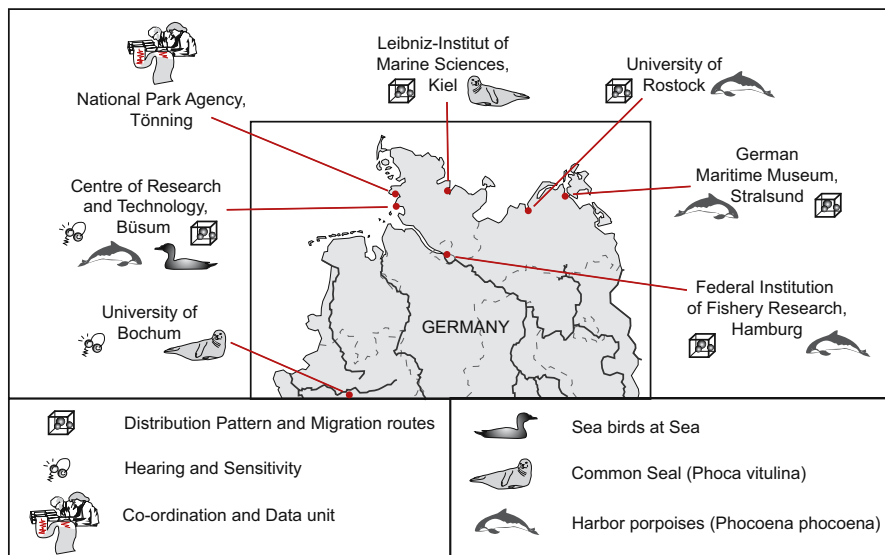 National Park Agency,
Tönning
Leibniz-Institut of
Marine Sciences,
Kiel
University of
Rostock
German
Maritime Museum,
Stralsund
Centre of Research
and Technology,
Büsum
Federal Institution
of Fishery Research,
Hamburg
University of
Bochum
GERMANY
Distribution Pattern and Migration routes
Hearing and Sensitivity
Co-ordination and Data unit
Sea birds at Sea
Common Seal (Phoca vitulina)
Harbor porpoises (Phocoena phocoena)